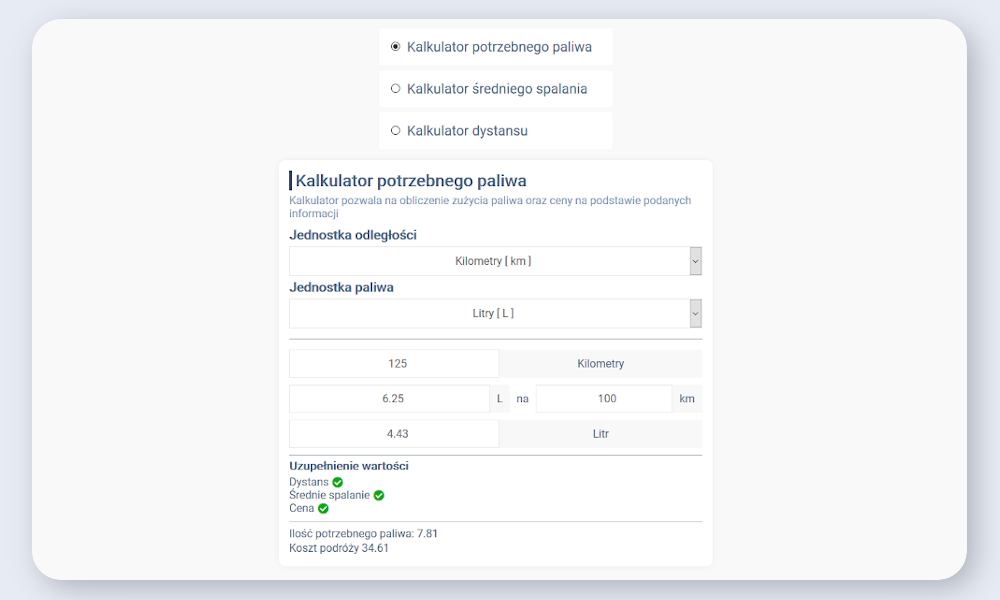 Kalkulator potrzebnego paliwa
Kalkulator średniego spalania
Kalkulator dystansu
Kalkulator potrzebnego paliwa
Kalkulator pozwala na obliczenie zużycia paliwa oraz ceny na podstawie podanych
informacji
Jednostka odległości
Kilometry [ km ]
Jednostka paliwa
Litry [ L ]
125 Kilometry
6.25 L na 100 km
4.43 Litr
Uzupełnienie wartości
Dystans
Średnie spalanie
Cena
Ilość potrzebnego paliwa: 7.81
Koszt podróży 34.61